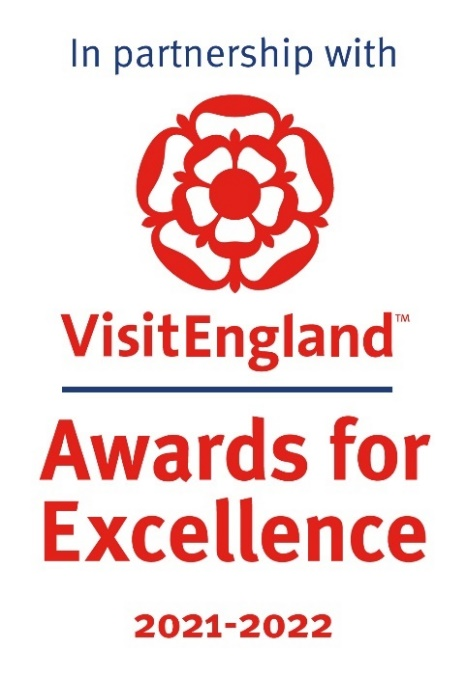 In partnership with
VisitEngland™
Awards for
Excellence
2021-2022